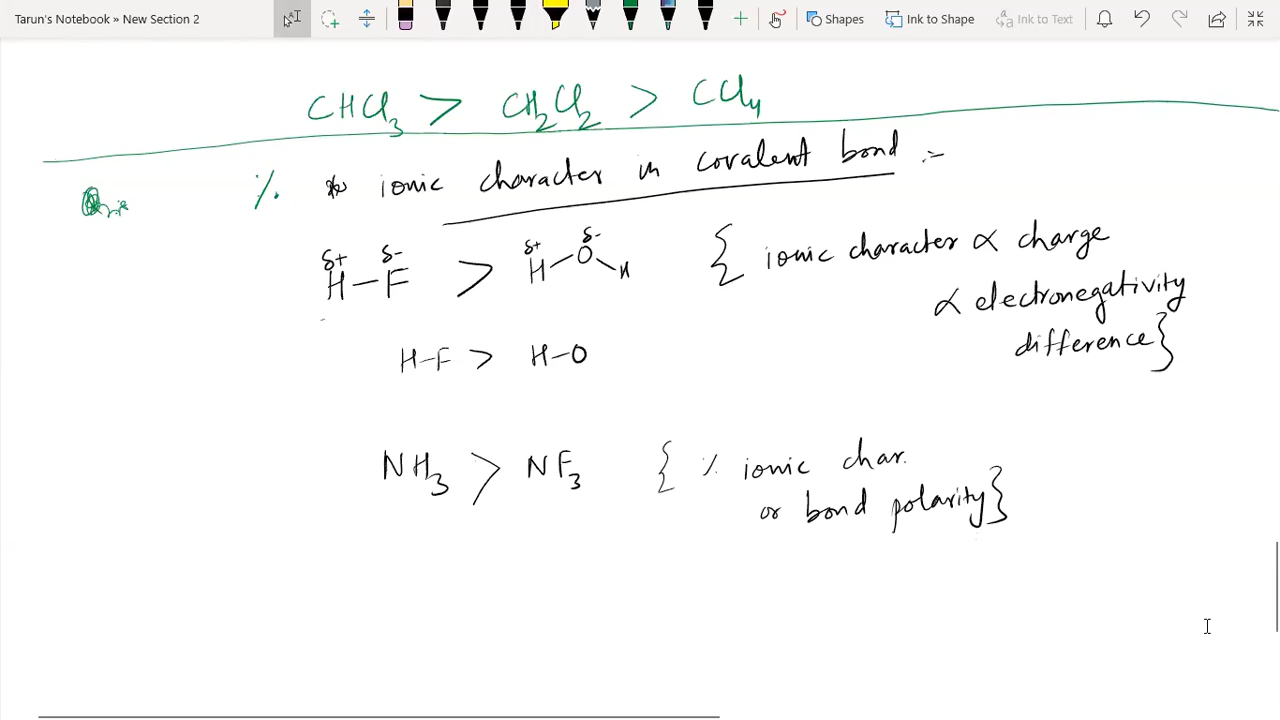 Tarun's Notebook » New Section 2
Shapes
Ink to Shape
Ink to Text
CHCl3 > CH2Cl2 > CCl4
% ionic character in covalent bond :-
δ+ δ- δ+ δ-
H-F > H-O-H { ionic character ∝ charge
∝ electronegativity
difference}
H-F > H-O
NH3 > NF3 { % ionic char.
or bond polarity}